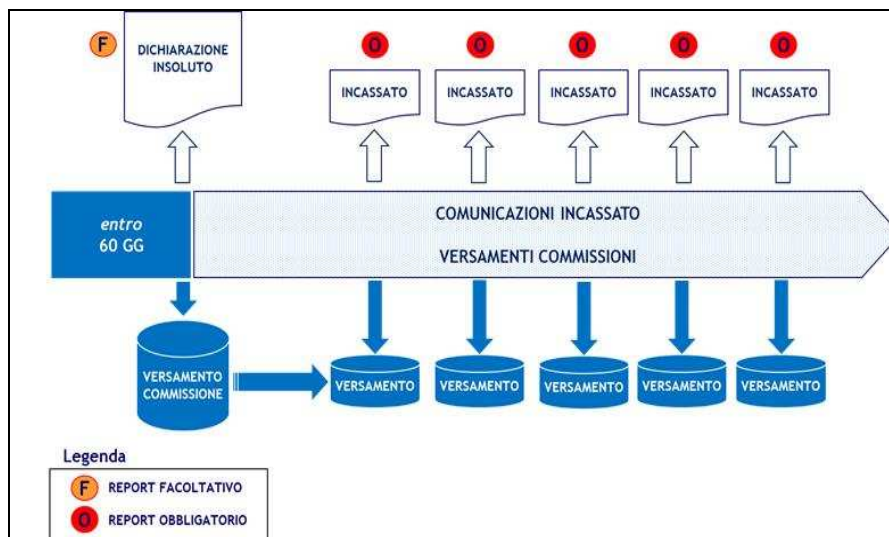 F
DICHIARAZIONE
INSOLUTO
O
O
O
O
O
INCASSATO
INCASSATO
INCASSATO
INCASSATO
INCASSATO
entro
60 GG
COMUNICAZIONI INCASSATO
VERSAMENTI COMMISSIONI
VERSAMENTO
COMMISSIONE
VERSAMENTO
VERSAMENTO
VERSAMENTO
VERSAMENTO
VERSAMENTO
Legenda
F REPORT FACOLTATIVO
O REPORT OBBLIGATORIO